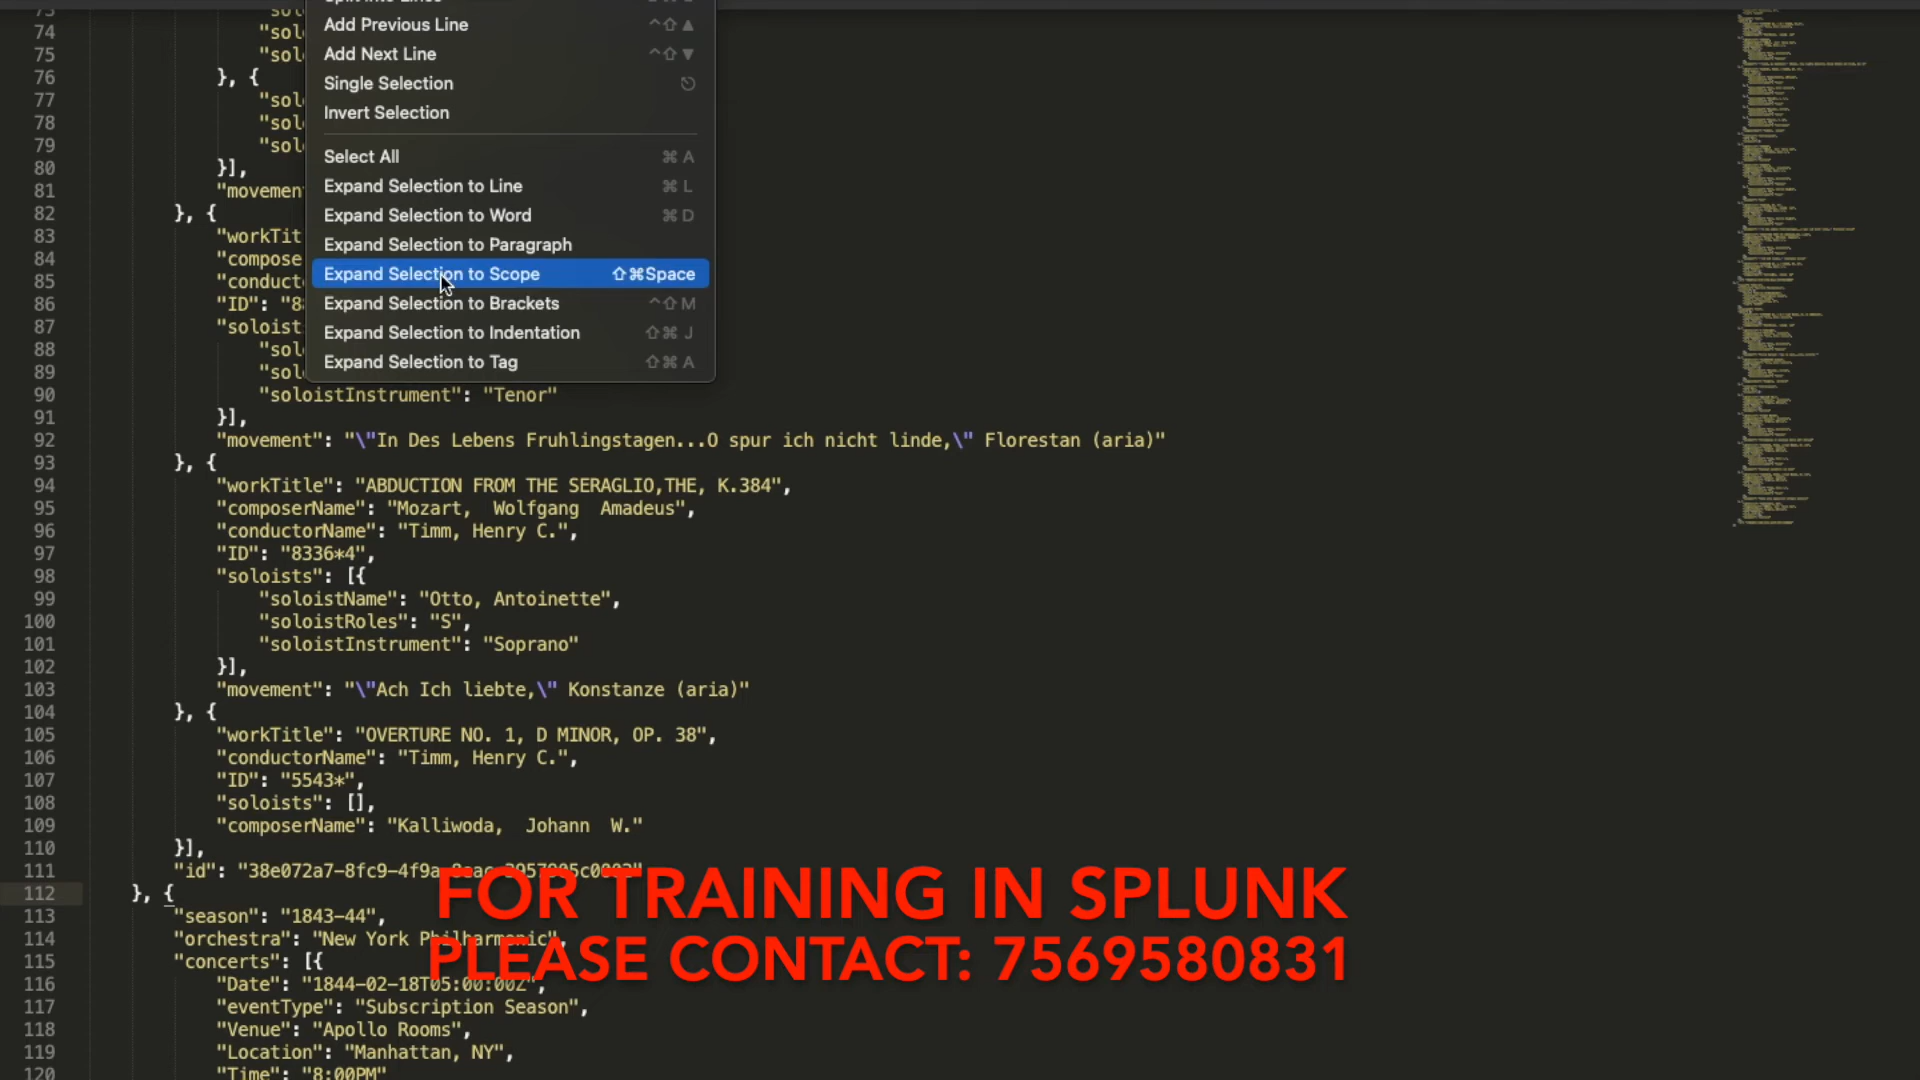 74 "sol
Add Previous Line ⌃⇧▲
75 "sol
Add Next Line ⌃⇧▼
76 }, {
Single Selection
77 "sol
78 "sol
Invert Selection
79 "sol
80 }],
Select All ⌘ A
81 "movemen
Expand Selection to Line ⌘ L
82 }, {
Expand Selection to Word ⌘ D
83 "workTit
Expand Selection to Paragraph
84 "compose
85 "conduct
Expand Selection to Scope ⇧⌘Space
86 "ID": "8
Expand Selection to Brackets ⌃⇧ M
87 "soloist
Expand Selection to Indentation ⇧⌘ J
88 "sol
89 "sol
Expand Selection to Tag ⇧⌘ A
90 "soloistInstrument": "Tenor"
91 }],
92 "movement": "\"In Des Lebens Fruhlingstagen...O spur ich nicht linde,\" Florestan (aria)"
93 }, {
94 "workTitle": "ABDUCTION FROM THE SERAGLIO,THE, K.384",
95 "composerName": "Mozart,  Wolfgang  Amadeus",
96 "conductorName": "Timm, Henry C.",
97 "ID": "8336*4",
98 "soloists": [{
99 "soloistName": "Otto, Antoinette",
100 "soloistRoles": "S",
101 "soloistInstrument": "Soprano"
102 }],
103 "movement": "\"Ach Ich liebte,\" Konstanze (aria)"
104 }, {
105 "workTitle": "OVERTURE NO. 1, D MINOR, OP. 38",
106 "conductorName": "Timm, Henry C.",
107 "ID": "5543*",
108 "soloists": [],
109 "composerName": "Kalliwoda,  Johann  W."
110 }],
111 "id":
112 }, {
FOR TRAINING IN SPLUNK
113 "season": "1843-44",
114 "orchestra": "New York Philharmonic",
115 "concerts": [{
PLEASE CONTACT: 7569580831
116 "Date": "1844-02-18T05:00:00Z",
117 "eventType": "Subscription Season",
118 "Venue": "Apollo Rooms",
119 "Location": "Manhattan, NY",
120 "Time": "8:00PM"